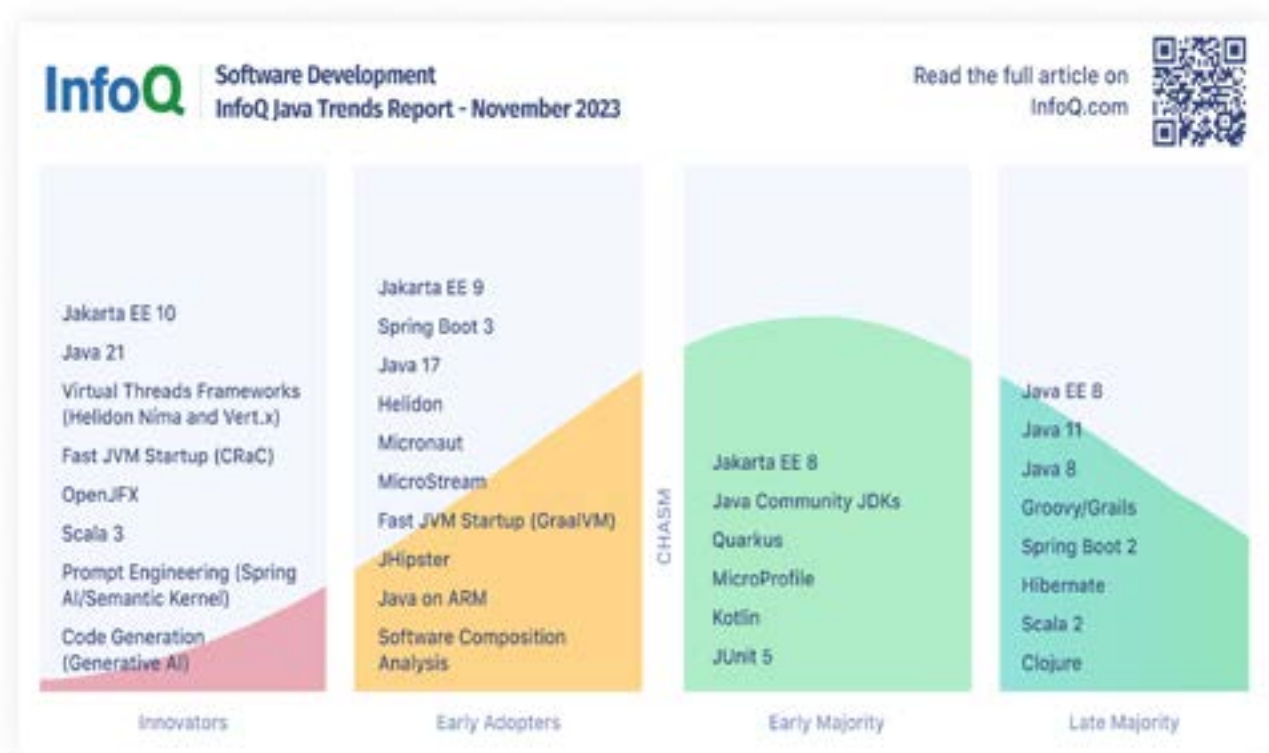 InfoQ
Software Development
InfoQ Java Trends Report - November 2023
Read the full article on
InfoQ.com
Jakarta EE 10
Java 21
Virtual Threads Frameworks
(Helidon Nima and Vert.x)
Fast JVM Startup (CRaC)
OpenJFX
Scala 3
Prompt Engineering (Spring
AI/Semantic Kernel)
Code Generation
(Generative AI)
Innovators
Jakarta EE 9
Spring Boot 3
Java 17
Helidon
Micronaut
MicroStream
Fast JVM Startup (GraalVM)
JHipster
Java on ARM
Software Composition
Analysis
Early Adopters
CHASM
Jakarta EE 8
Java Community JDKs
Quarkus
MicroProfile
Kotlin
JUnit 5
Early Majority
Java EE 8
Java 11
Java 8
Groovy/Grails
Spring Boot 2
Hibernate
Scala 2
Clojure
Late Majority